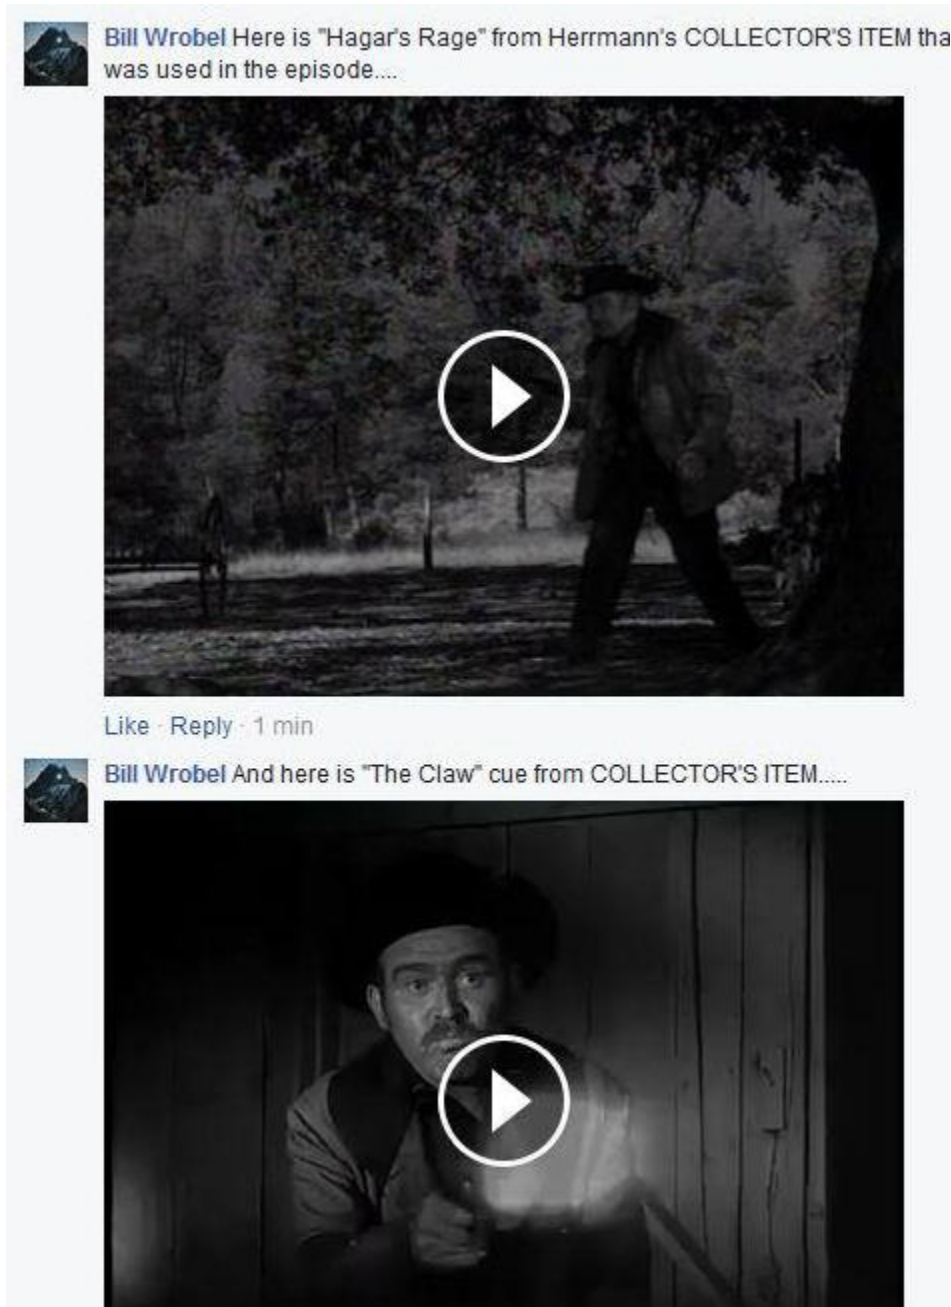 Bill Wrobel Here is "Hagar's Rage" from Herrmann's COLLECTOR'S ITEM tha
was used in the episode....
Like · Reply · 1 min
Bill Wrobel And here is "The Claw" cue from COLLECTOR'S ITEM.....